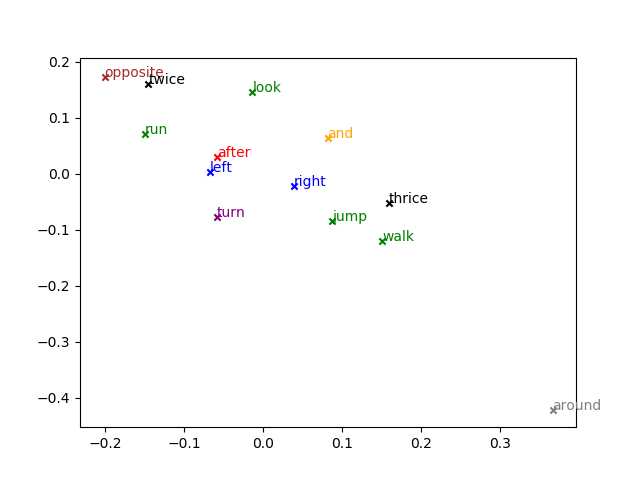 0.2
opposite
twice
look
0.1
run
and
after
left
0.0
right
thrice
turn
jump
−0.1
walk
−0.2
−0.3
−0.4
around
−0.2 −0.1 0.0 0.1 0.2 0.3